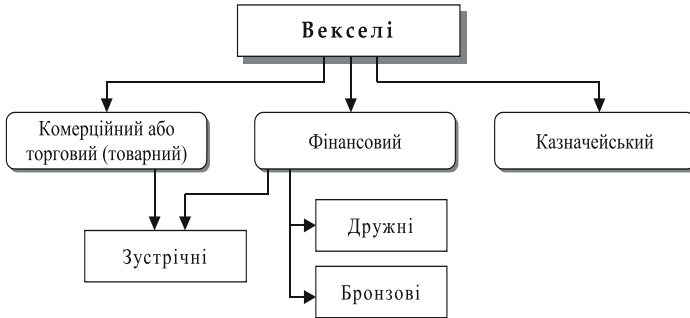 Векселі
Комерційний або
торговий (товарний)
Фінансовий
Казначейський
Зустрічні
Дружні
Бронзові